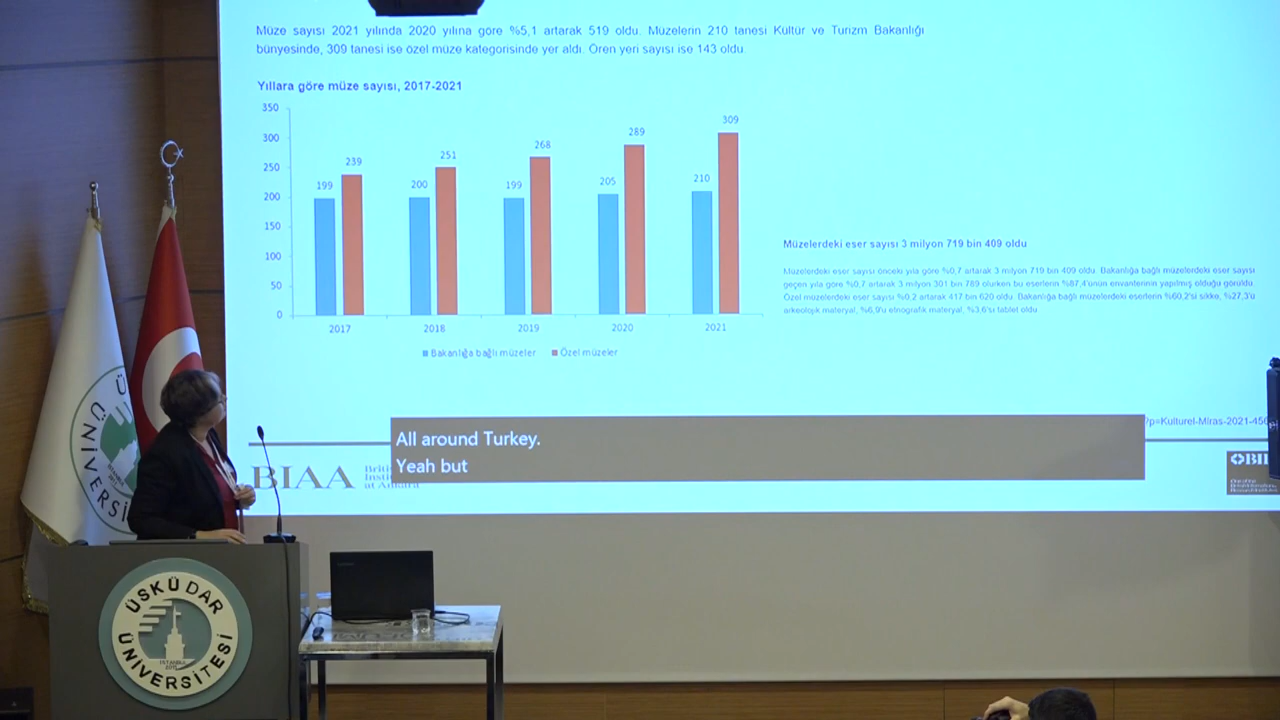 Müze sayısı 2021 yılında 2020 yılına göre %5,1 artarak 519 oldu. Müzelerin 210 tanesi Kültür ve Turizm Bakanlığı
bünyesinde, 309 tanesi ise özel müze kategorisinde yer aldı. Ören yeri sayısı ise 143 oldu.
Yıllara göre müze sayısı, 2017-2021
350
300
250
200
150
100
50
0
199 239
200 251
199 268
205 289
210 309
2017 2018 2019 2020 2021
Bakanlığa bağlı müzeler Özel müzeler
Müzelerdeki eser sayısı 3 milyon 719 bin 409 oldu
Müzelerdeki eser sayısı önceki yıla göre %0,7 artarak 3 milyon 719 bin 409 oldu. Bakanlığa bağlı müzelerdeki eser sayısı
geçen yıla göre %0,7 artarak 3 milyon 301 bin 789 olurken bu eserlerin %87,4'ünün envanterinin yapılmış olduğu görüldü.
Özel müzelerdeki eser sayısı %0,2 artarak 417 bin 620 oldu. Bakanlığa bağlı müzelerdeki eserlerin %60,2'si sikke, %27,3'ü
arkeolojik materyal, %6,9'u etnografik materyal, %3,6'sı tablet oldu
?p=Kulturel-Miras-2021-456
All around Turkey.
Yeah but
BIAA
at Ankara
ÜSKÜDAR
ÜNİVERSİTESİ
İSTANBUL
2011